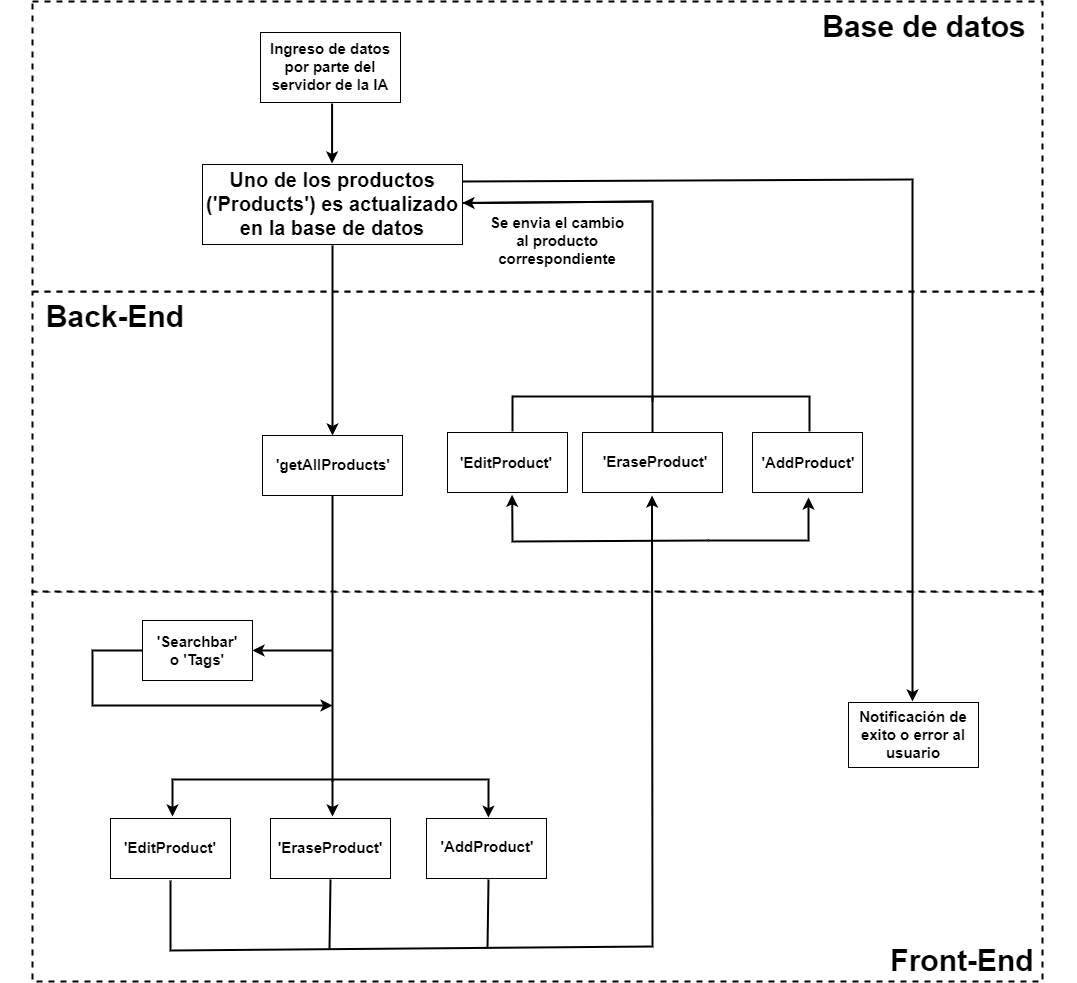 Base de datos
Ingreso de datos
por parte del
servidor de la IA
Uno de los productos
('Products') es actualizado
en la base de datos
Se envia el cambio
al producto
correspondiente
Back-End
'getAllProducts'
'EditProduct'
'EraseProduct'
'AddProduct'
'Searchbar'
o 'Tags'
Notificación de
exito o error al
usuario
'EditProduct'
'EraseProduct'
'AddProduct'
Front-End